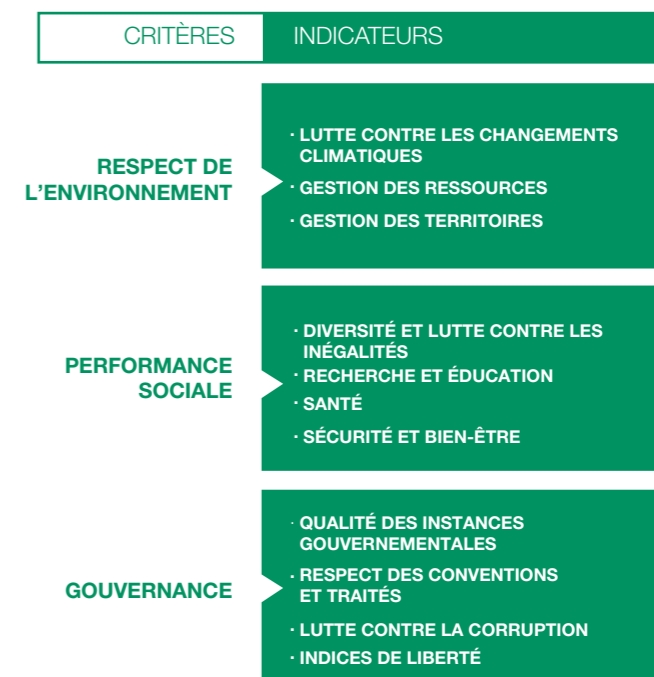 CRITÈRES INDICATEURS
RESPECT DE
L’ENVIRONNEMENT
· LUTTE CONTRE LES CHANGEMENTS
CLIMATIQUES
· GESTION DES RESSOURCES
· GESTION DES TERRITOIRES
PERFORMANCE
SOCIALE
· DIVERSITÉ ET LUTTE CONTRE LES
INÉGALITÉS
· RECHERCHE ET ÉDUCATION
· SANTÉ
· SÉCURITÉ ET BIEN-ÊTRE
GOUVERNANCE
· QUALITÉ DES INSTANCES
GOUVERNEMENTALES
· RESPECT DES CONVENTIONS
ET TRAITÉS
· LUTTE CONTRE LA CORRUPTION
· INDICES DE LIBERTÉ